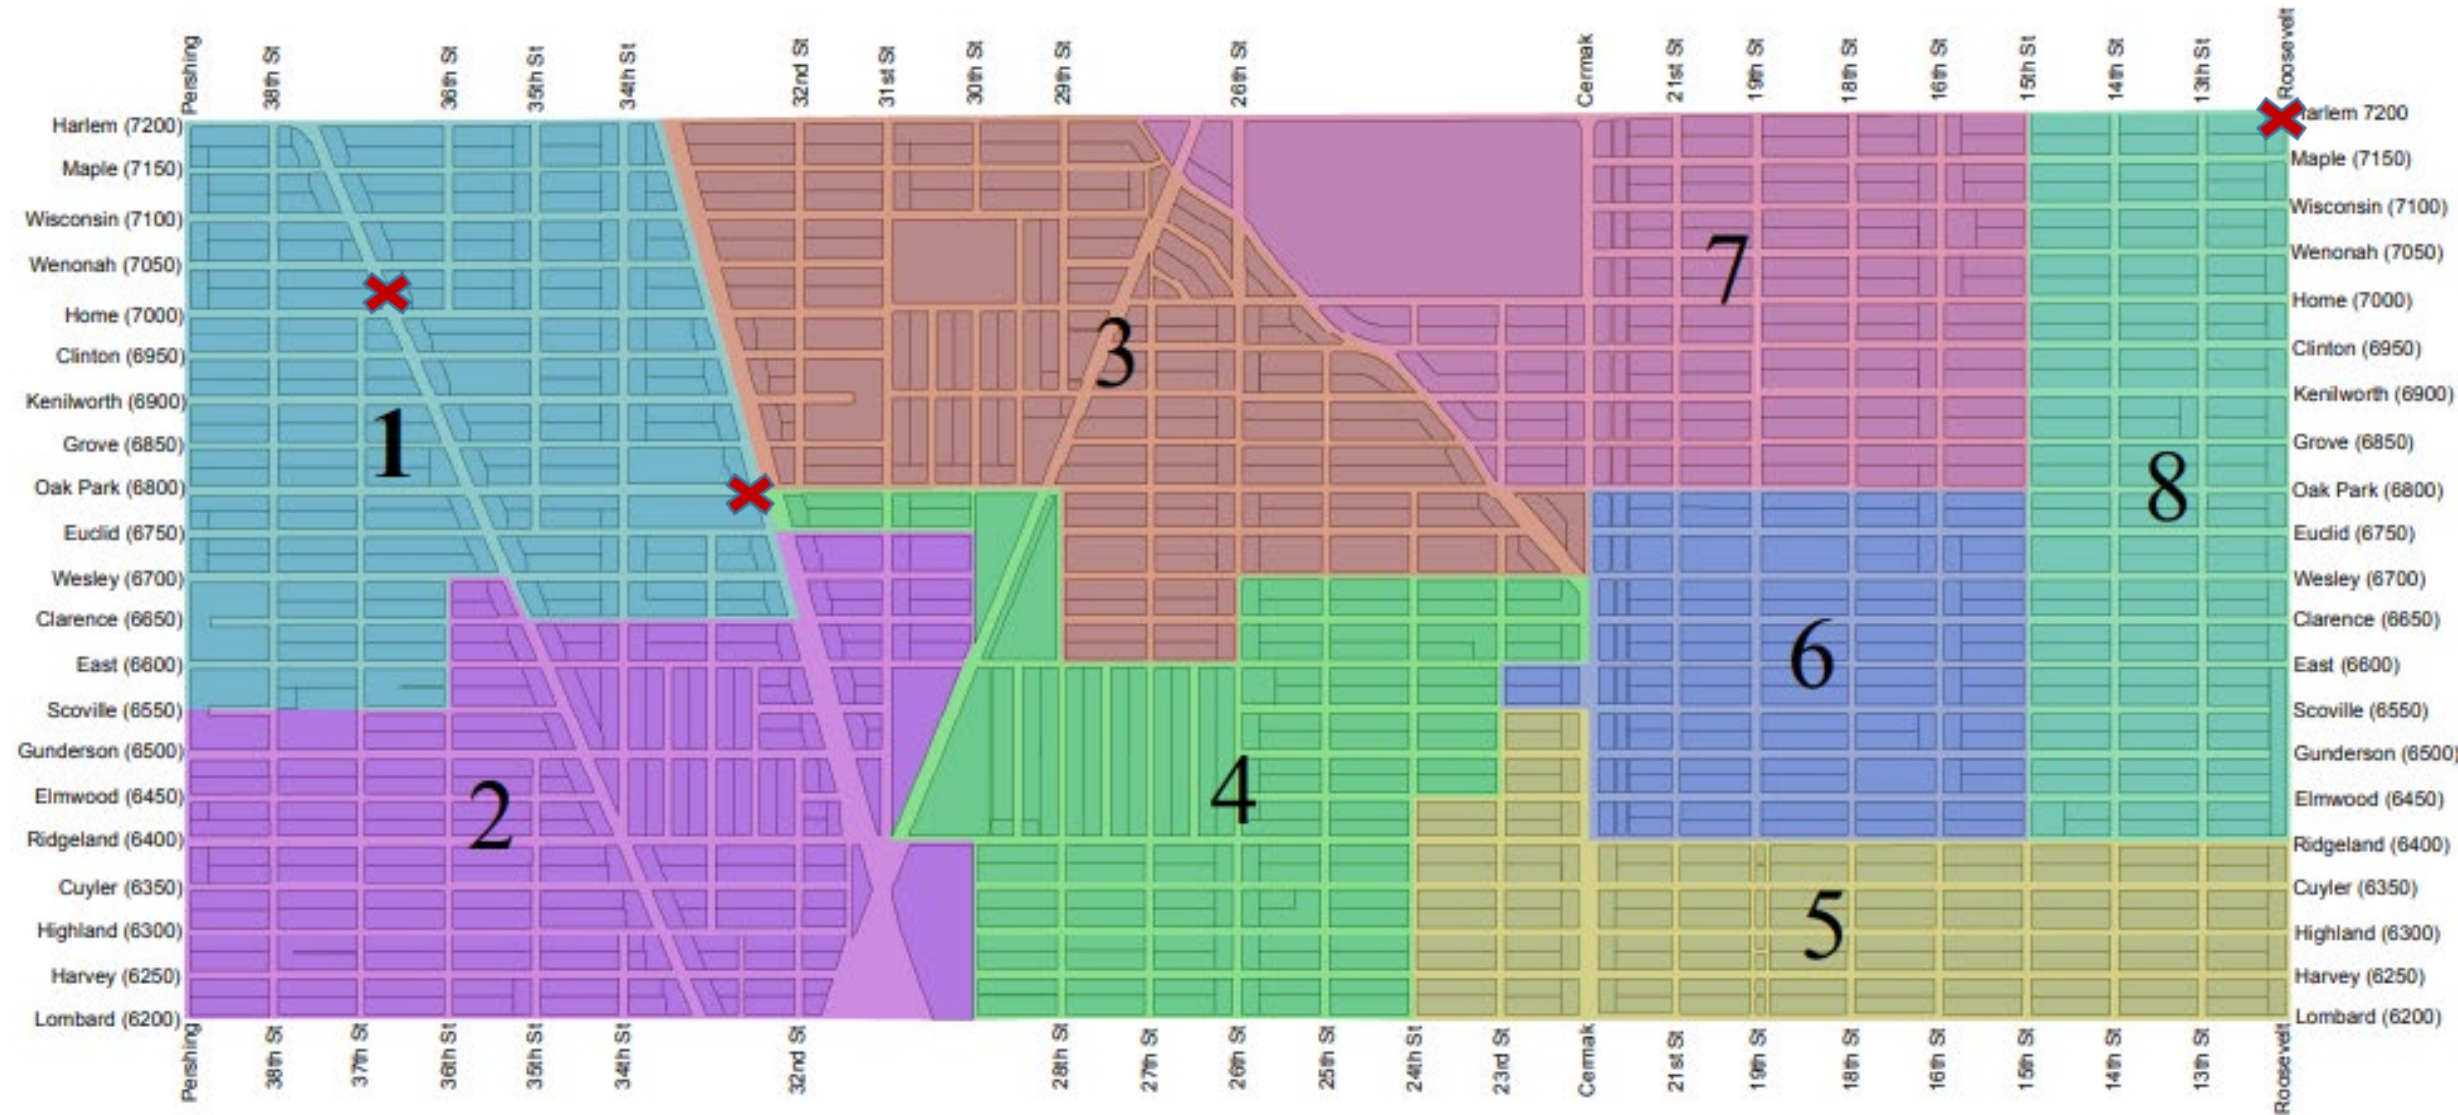 Pershing
38th St
36th St
35th St
34th St
32nd St
31st St
30th St
29th St
26th St
Cermak
21st St
19th St
18th St
16th St
15th St
14th St
13th St
Roosevelt
Harlem (7200)
Maple (7150)
Wisconsin (7100)
Wenonah (7050)
Home (7000)
Clinton (6950)
Kenilworth (6900)
Grove (6850)
Oak Park (6800)
Euclid (6750)
Wesley (6700)
Clarence (6650)
East (6600)
Scoville (6550)
Gunderson (6500)
Elmwood (6450)
Ridgeland (6400)
Cuyler (6350)
Highland (6300)
Harvey (6250)
Lombard (6200)
1
2
3
4
5
6
7
8
arlem 7200
Maple (7150)
Wisconsin (7100)
Wenonah (7050)
Home (7000)
Clinton (6950)
Kenilworth (6900)
Grove (6850)
Oak Park (6800)
Euclid (6750)
Wesley (6700)
Clarence (6650)
East (6600)
Scoville (6550)
Gunderson (6500)
Elmwood (6450)
Ridgeland (6400)
Cuyler (6350)
Highland (6300)
Harvey (6250)
Lombard (6200)
Pershing
38th St
37th St
36th St
35th St
34th St
32nd St
28th St
27th St
26th St
25th St
24th St
23rd St
Cermak
21st St
19th St
18th St
16th St
15th St
14th St
13th St
Roosevelt